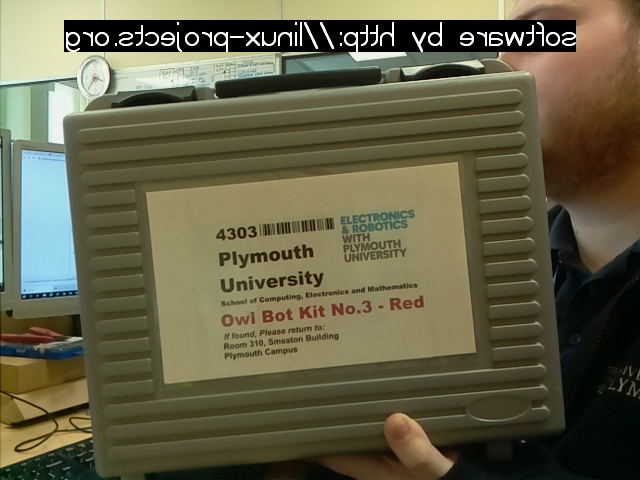 software by http://linux-projects.org
4303
ELECTRONICS
& ROBOTICS
WITH
PLYMOUTH
UNIVERSITY
Plymouth
University
School of Computing, Electronics and Mathematics
Owl Bot Kit No.3 - Red
If found, Please return to:
Room 310, Smeaton Building
Plymouth Campus